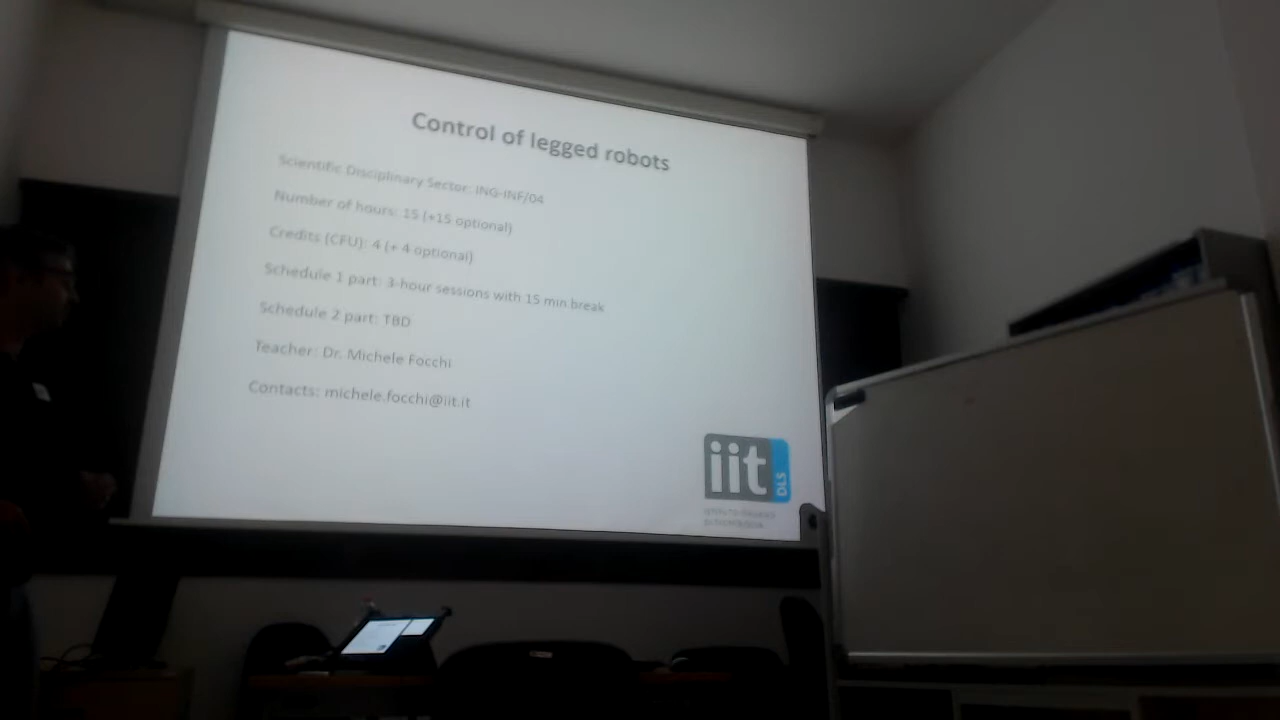 Control of legged robots
Scientific Disciplinary Sector: ING-INF/04
Number of hours: 15 (+15 optional)
Credits (CFU): 4 (+ 4 optional)
Schedule 1 part: 3-hour sessions with 15 min break
Schedule 2 part: TBD
Teacher: Dr. Michele Focchi
Contacts: michele.focchi@iit.it
iit
DLS